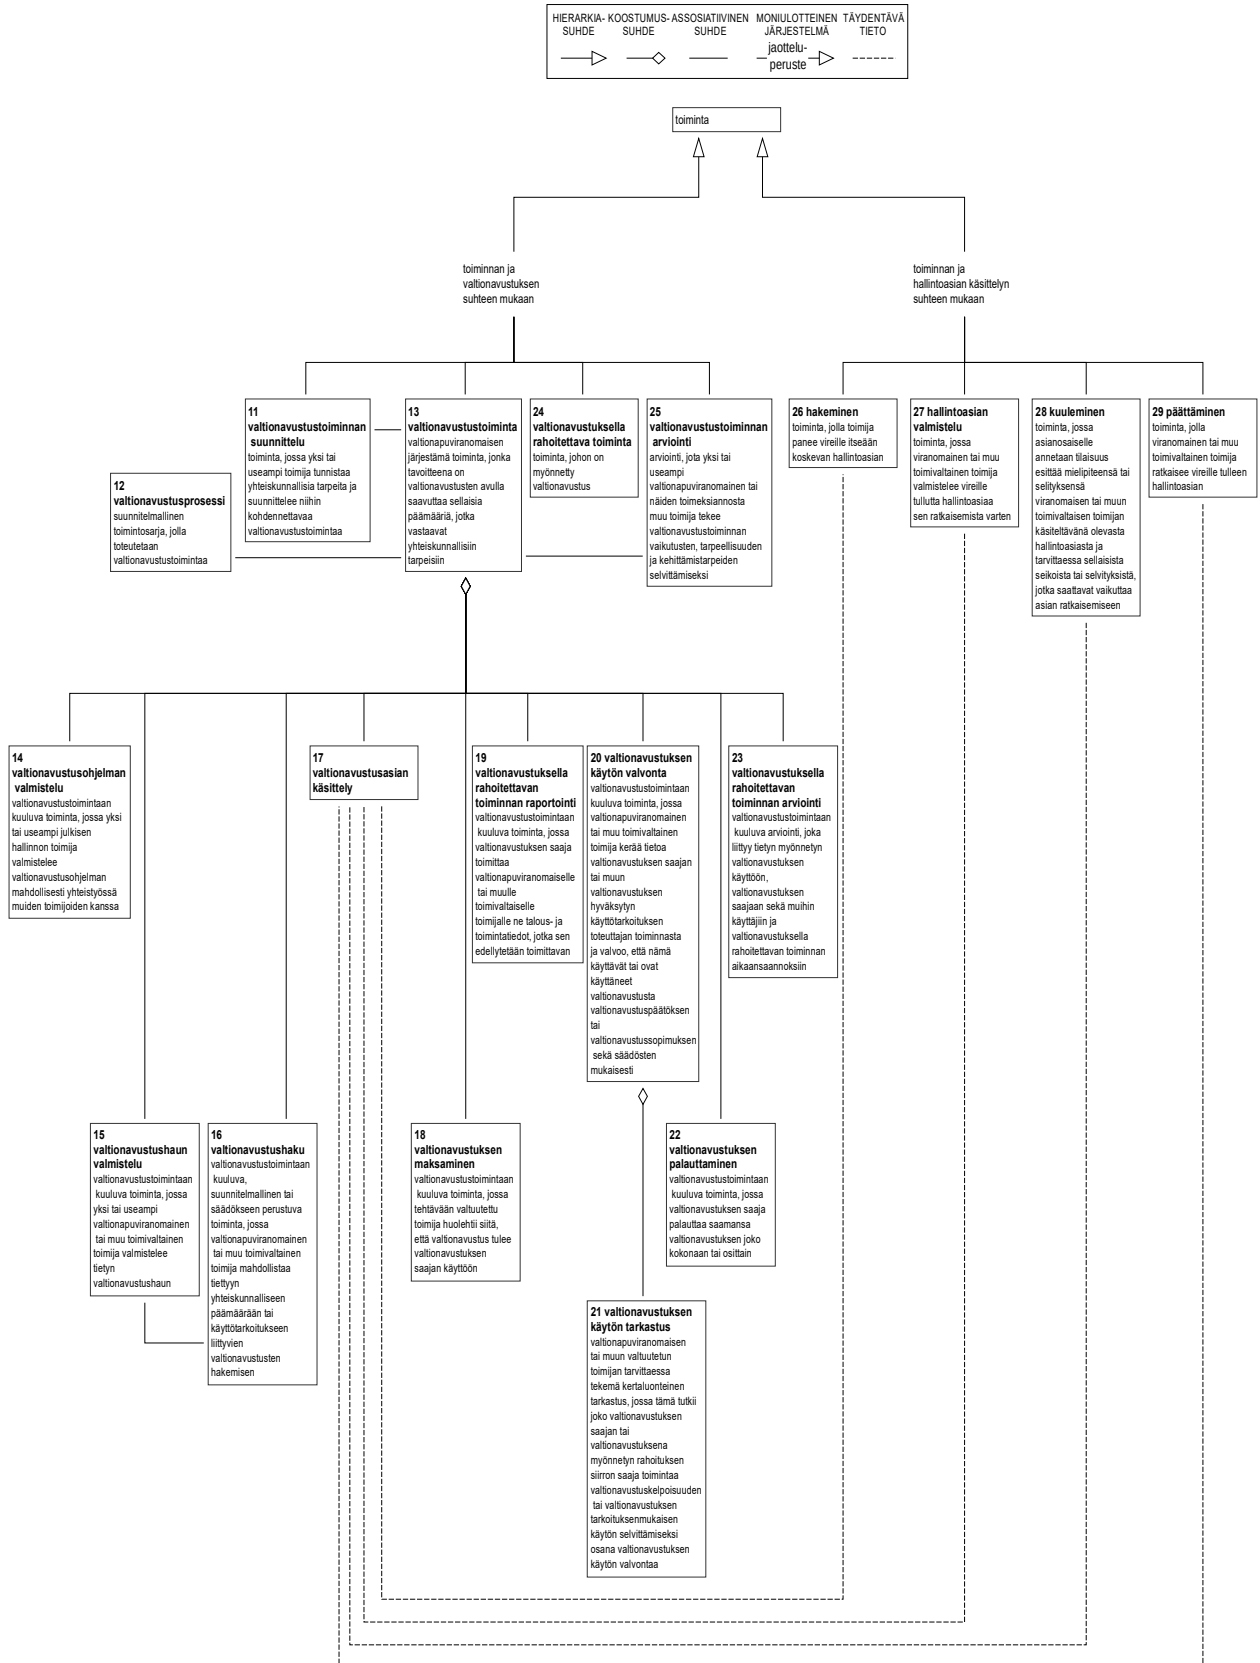 HIERARKIA-
SUHDE
KOOSTUMUS-
SUHDE
ASSOSIATIIVINEN
SUHDE
MONIULOTTEINEN
JÄRJESTELMÄ
jaottelu-
peruste
TÄYDENTÄVÄ
TIETO
toiminta
toiminnan ja
valtionavustuksen
suhteen mukaan
toiminnan ja
hallintoasian käsittelyn
suhteen mukaan
11
valtionavustustoiminnan
suunnittelu
toiminta, jossa yksi tai
useampi toimija tunnistaa
yhteiskunnallisia tarpeita ja
suunnittelee niihin
kohdennettavaa
valtionavustustoimintaa
12
valtionavustusprosessi
suunnitelmallinen
toimintosarja, jolla
toteutetaan
valtionavustustoimintaa
13
valtionavustustoiminta
valtionapuviranomaisen
järjestämä toiminta, jonka
tavoitteena on
valtionavustusten avulla
saavuttaa sellaisia
päämääriä, jotka
vastaavat
yhteiskunnallisiin
tarpeisiin
24
valtionavustuksella
rahoitettava toiminta
toiminta, johon on
myönnetty
valtionavustus
25
valtionavustustoiminnan
arviointi
arviointi, jota yksi tai
useampi
valtionapuviranomainen tai
näiden toimeksiannosta
muu toimija tekee
valtionavustustoiminnan
vaikutusten, tarpeellisuuden
ja kehittämistarpeiden
selvittämiseksi
26 hakeminen
toiminta, jolla toimija
panee vireille itseään
koskevan hallintoasian
27 hallintoasian
valmistelu
toiminta, jossa
viranomainen tai muu
toimivaltainen toimija
valmistelee vireille
tullutta hallintoasiaa
sen ratkaisemista varten
28 kuuleminen
toiminta, jossa
asianosaiselle
annetaan tilaisuus
esittää mielipiteensä tai
selityksensä
viranomaisen tai muun
toimivaltaisen toimijan
käsiteltävänä olevasta
hallintoasiasta ja
tarvittaessa sellaisista
seikoista tai selvityksistä,
jotka saattavat vaikuttaa
asian ratkaisemiseen
29 päättäminen
toiminta, jolla
viranomainen tai muu
toimivaltainen toimija
ratkaisee vireille tulleen
hallintoasian
14
valtionavustusohjelman
valmistelu
valtionavustustoimintaan
kuuluva toiminta, jossa yksi
tai useampi julkisen
hallinnon toimija
valmistelee
valtionavustusohjelman
mahdollisesti yhteistyössä
muiden toimijoiden kanssa
17
valtionavustusasian
käsittely
19
valtionavustuksella
rahoitettavan
toiminnan raportointi
valtionavustustoimintaan
kuuluva toiminta, jossa
valtionavustuksen saaja
toimittaa
valtionapuviranomaiselle
tai muulle
toimivaltaiselle
toimijalle ne talous- ja
toimintatiedot, jotka sen
edellytetään toimittavan
20 valtionavustuksen
käytön valvonta
valtionavustustoimintaan
kuuluva toiminta, jossa
valtionapuviranomainen
tai muu toimivaltainen
toimija kerää tietoa
valtionavustuksen saajan
tai muun
valtionavustuksen
hyväksytyn
käyttötarkoituksen
toteuttajan toiminnasta
ja valvoo, että nämä
käyttävät tai ovat
käyttäneet
valtionavustusta
valtionavustuspäätöksen
tai
valtionavustussopimuksen
sekä säädösten
mukaisesti
23
valtionavustuksella
rahoitettavan
toiminnan arviointi
valtionavustustoimintaan
kuuluva arviointi, joka
liittyy tietyn myönnetyn
valtionavustuksen
käyttöön,
valtionavustuksen
saajaan sekä muihin
käyttäjiin ja
valtionavustuksella
rahoitettavan toiminnan
aikaansaannoksiin
15
valtionavustushaun
valmistelu
valtionavustustoimintaan
kuuluva toiminta, jossa
yksi tai useampi
valtionapuviranomainen
tai muu toimivaltainen
toimija valmistelee
tietyn
valtionavustushaun
16
valtionavustushaku
valtionavustustoimintaan
kuuluva,
suunnitelmallinen tai
säädökseen perustuva
toiminta, jossa
valtionapuviranomainen
tai muu toimivaltainen
toimija mahdollistaa
tiettyyn
yhteiskunnalliseen
päämäärään tai
käyttötarkoitukseen
liittyvien
valtionavustusten
hakemisen
18
valtionavustuksen
maksaminen
valtionavustustoimintaan
kuuluva toiminta, jossa
tehtävään valtuutettu
toimija huolehtii siitä,
että valtionavustus tulee
valtionavustuksen
saajan käyttöön
22
valtionavustuksen
palauttaminen
valtionavustustoimintaan
kuuluva toiminta, jossa
valtionavustuksen saaja
palauttaa saamansa
valtionavustuksen joko
kokonaan tai osittain
21 valtionavustuksen
käytön tarkastus
valtionapuviranomaisen
tai muun valtuutetun
toimijan tarvittaessa
tekemä kertaluonteinen
tarkastus, jossa tämä tutkii
joko valtionavustuksen
saajan tai
valtionavustuksena
myönnetyn rahoituksen
siirron saaja toimintaa
valtionavustuskelpoisuuden
tai valtionavustuksen
tarkoituksenmukaisen
käytön selvittämiseksi
osana valtionavustuksen
käytön valvontaa